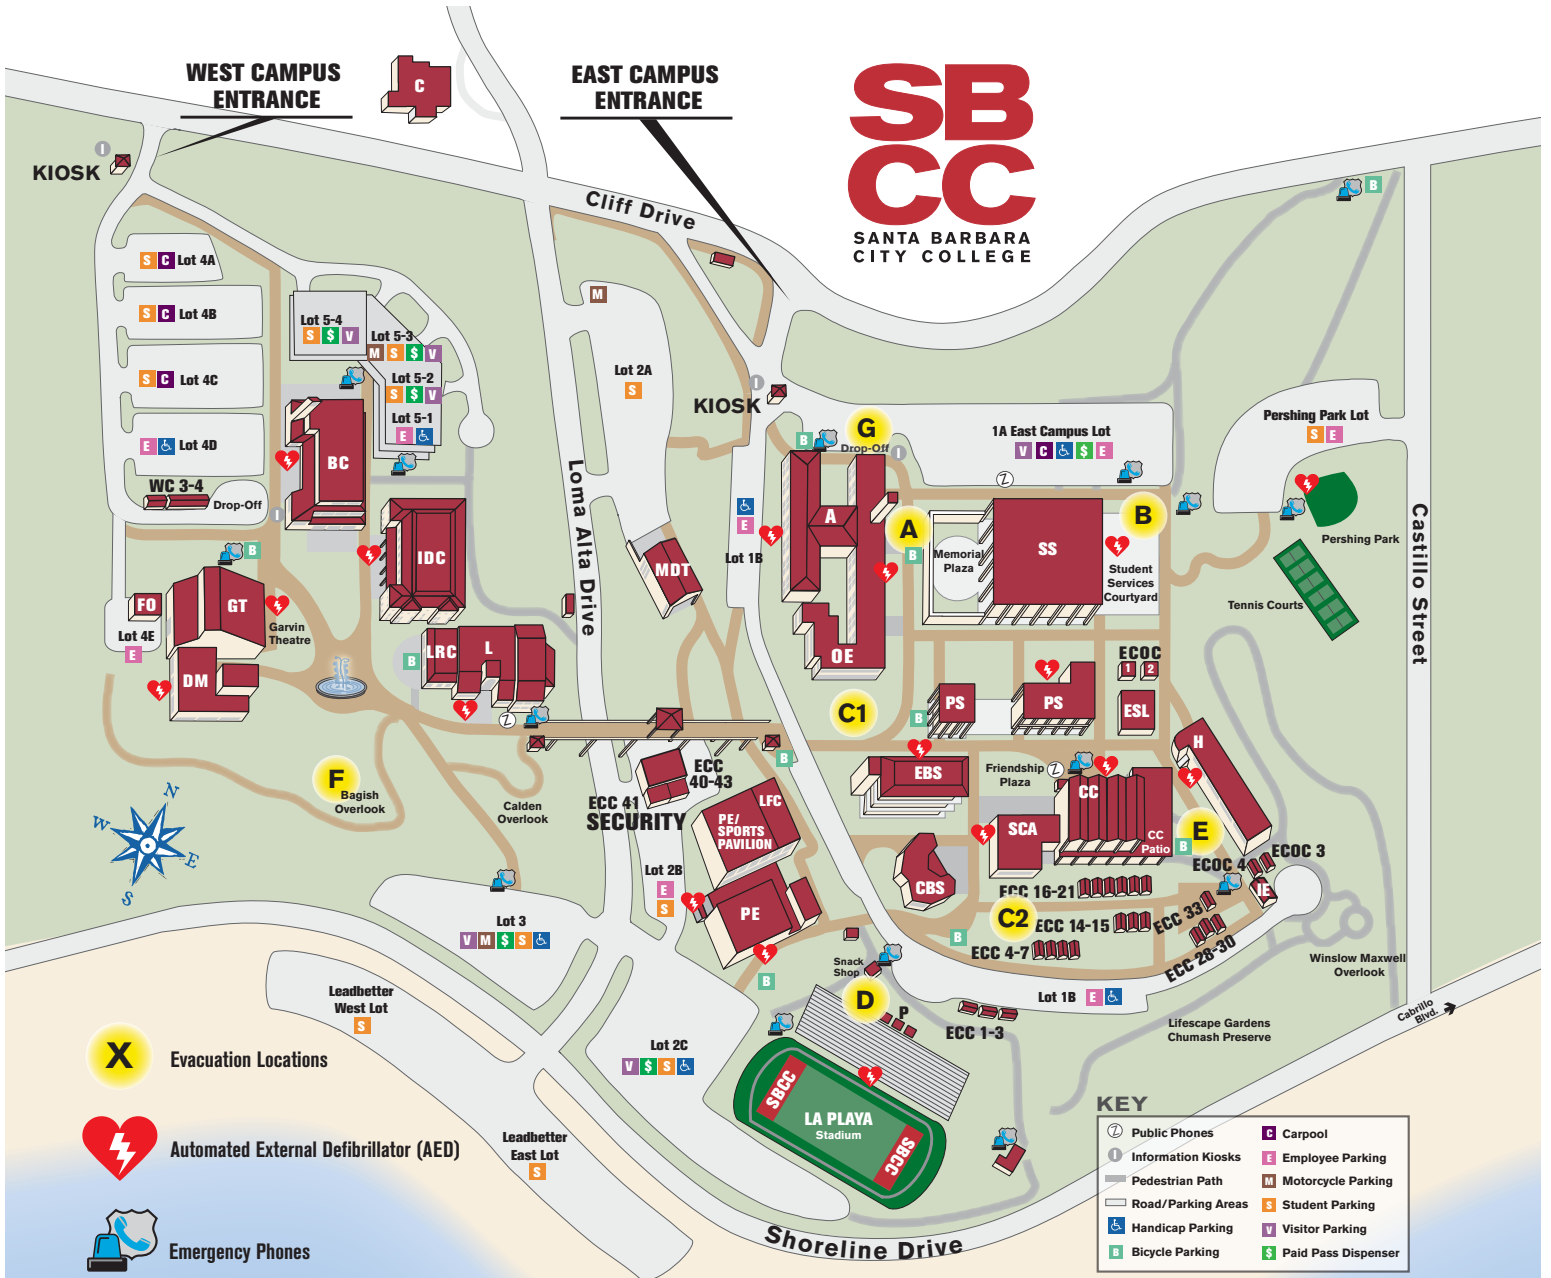 WEST CAMPUS
ENTRANCE
C
EAST CAMPUS
ENTRANCE
SB
CC
SANTA BARBARA
CITY COLLEGE
I
KIOSK
Cliff Drive
B
S C Lot 4A
S C Lot 4B
S C Lot 4C
E Lot 4D
WC 3-4
Drop-Off
I
Lot 5-4
S $ V
Lot 5-3
M S $ V
Lot 5-2
S $ V
Lot 5-1
E
BC
IDC
M
Lot 2A
S
I
KIOSK
B
G
Drop-Off
I
1A East Campus Lot
V C $ E
Z
Pershing Park Lot
S E
Pershing Park
Tennis Courts
Castillo Street
Loma Alta Drive
E
Lot 1B
A
A
B
Memorial
Plaza
SS
B
Student
Services
Courtyard
MDT
OE
B
FO
GT
Garvin
Theatre
Lot 4E
E
DM
B
LRC
L
Z
ECOC
1 2
ESL
PS
PS
B
C1
H
EBS
Friendship
Plaza
Z
CC
SCA
CC
Patio
E
B
ECOC 4
ECOC 3
IE
CBS
ECC 16-21
C2
ECC 14-15
ECC 33
ECC 4-7
ECC 28-30
B
Winslow Maxwell
Overlook
F
Bagish
Overlook
Calden
Overlook
N
W
E
S
ECC
40-43
ECC 41
SECURITY
B
LFC
PE/
SPORTS
PAVILION
Lot 2B
E
S
PE
B
Lot 3
V M $ S
Snack
Shop
D
P
ECC 1-3
Lot 1B E
Lifescape Gardens
Chumash Preserve
Cabrillo
Blvd.
Leadbetter
West Lot
S
Lot 2C
V $ S
SBCC
LA PLAYA
Stadium
SBCC
Leadbetter
East Lot
S
Shoreline Drive
X
Evacuation Locations
Automated External Defibrillator (AED)
Emergency Phones
KEY
Z Public Phones
I Information Kiosks
Pedestrian Path
Road/Parking Areas
Handicap Parking
B Bicycle Parking
C Carpool
E Employee Parking
M Motorcycle Parking
S Student Parking
V Visitor Parking
$ Paid Pass Dispenser